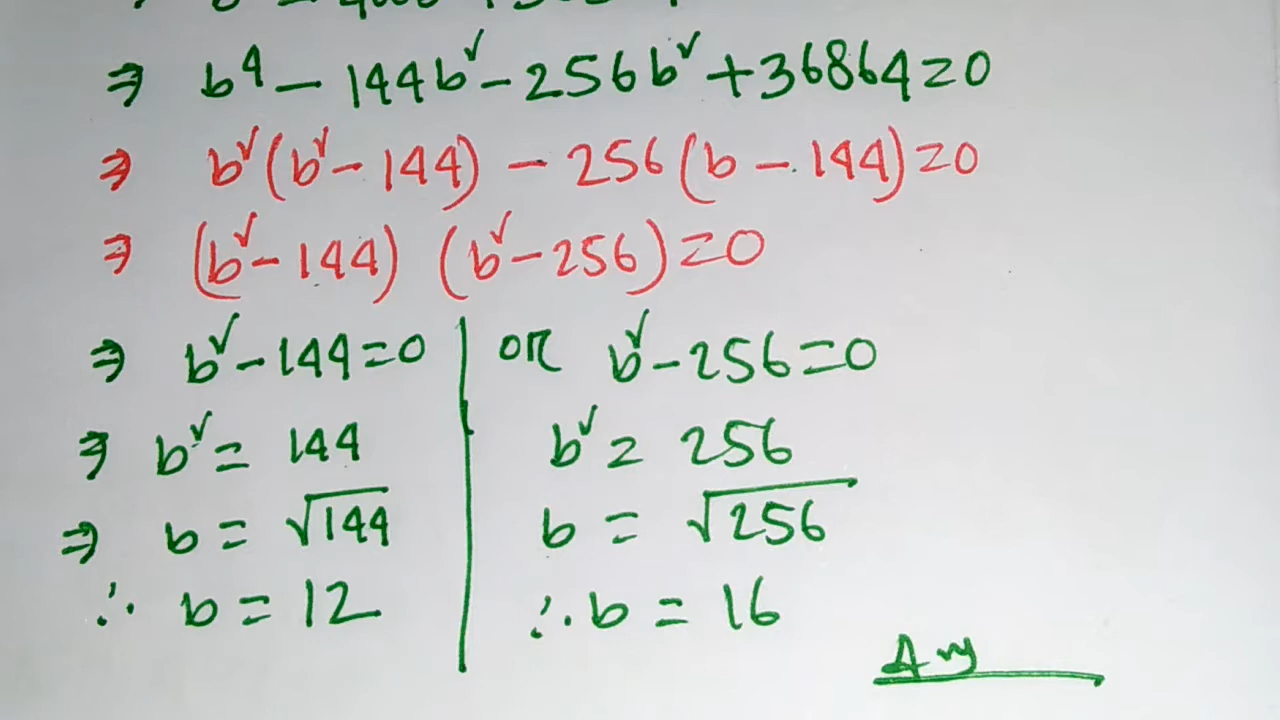 ⇒ b⁴ - 144b² - 256b² + 36864 = 0
⇒ b²(b² - 144) - 256(b - 144) = 0
⇒ (b² - 144) (b² - 256) = 0
⇒ b² - 144 = 0 or b² - 256 = 0
⇒ b² = 144 b² = 256
⇒ b = √144 b = √256
∴ b = 12 ∴ b = 16
Ans